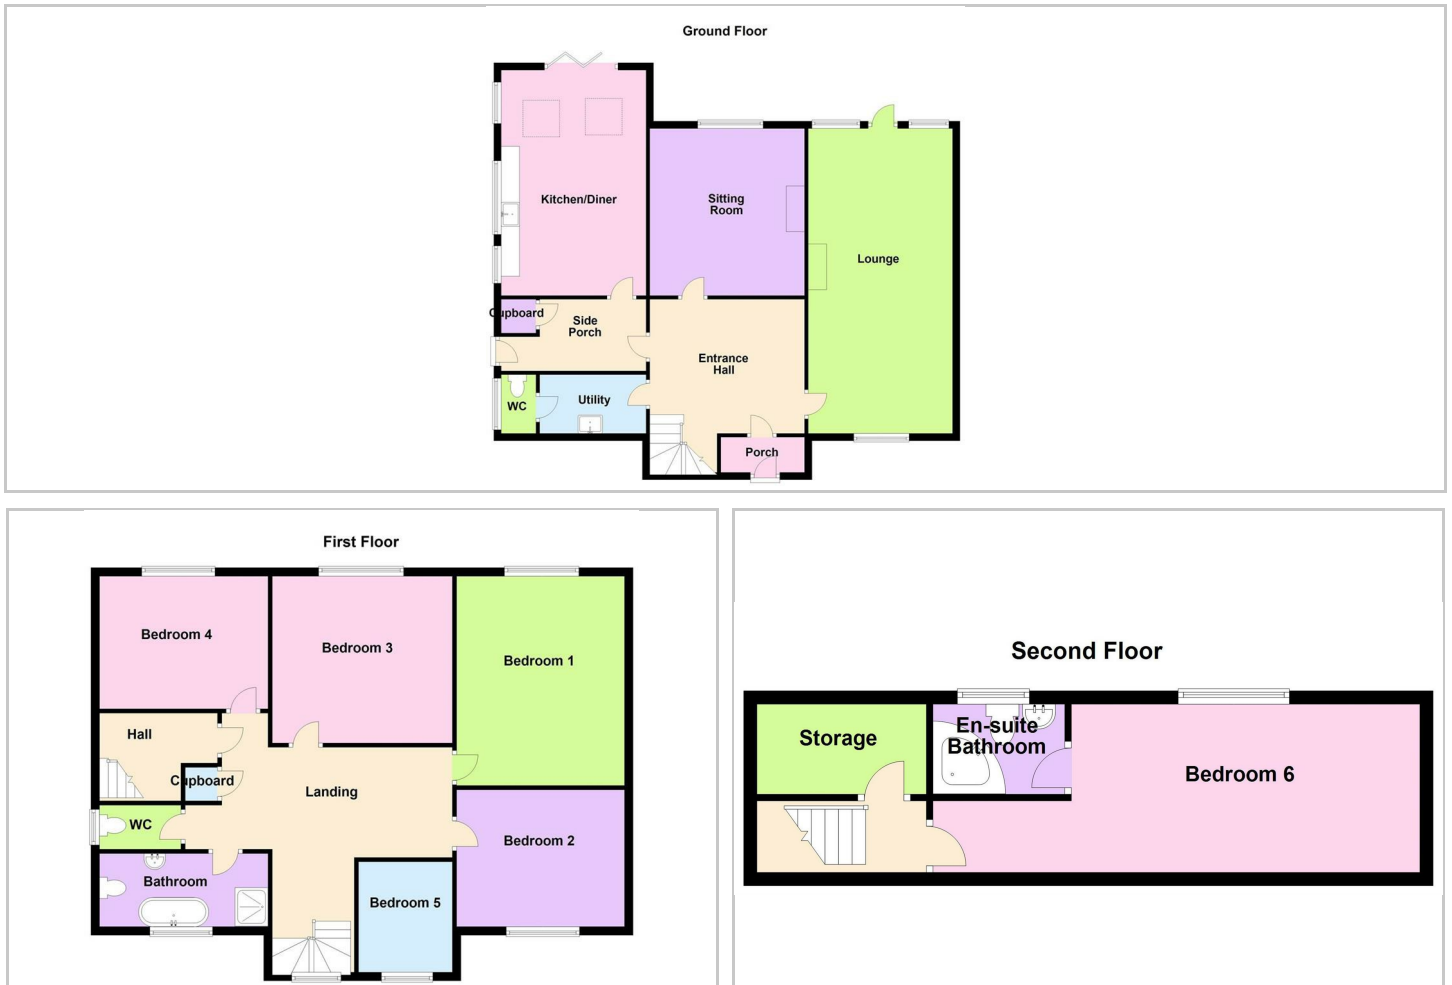 Ground Floor
Kitchen/Diner
Sitting
Room
Lounge
Cupboard
Side
Porch
Entrance
Hall
WC
Utility
Porch
First Floor
Bedroom 4
Bedroom 3
Bedroom 1
Hall
Cupboard
Landing
WC
Bedroom 2
Bathroom
Bedroom 5
Second Floor
Storage
En-suite
Bathroom
Bedroom 6